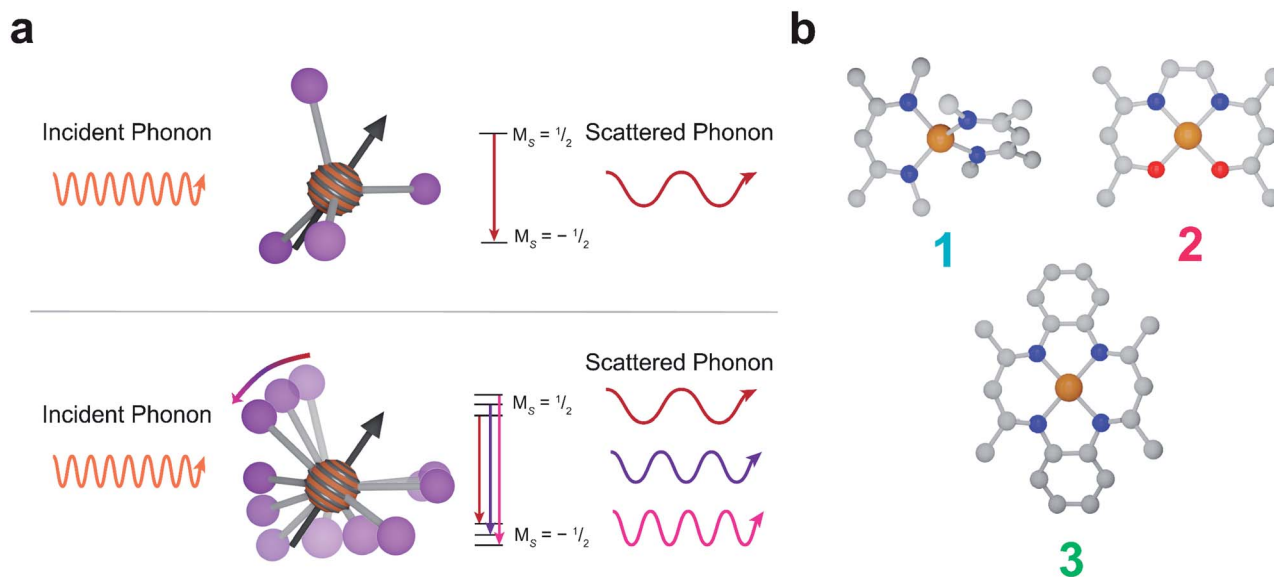 a
Incident Phonon
M_S = 1/2
M_S = – 1/2
Scattered Phonon
Incident Phonon
M_S = 1/2
M_S = – 1/2
Scattered Phonon
b
1
2
3